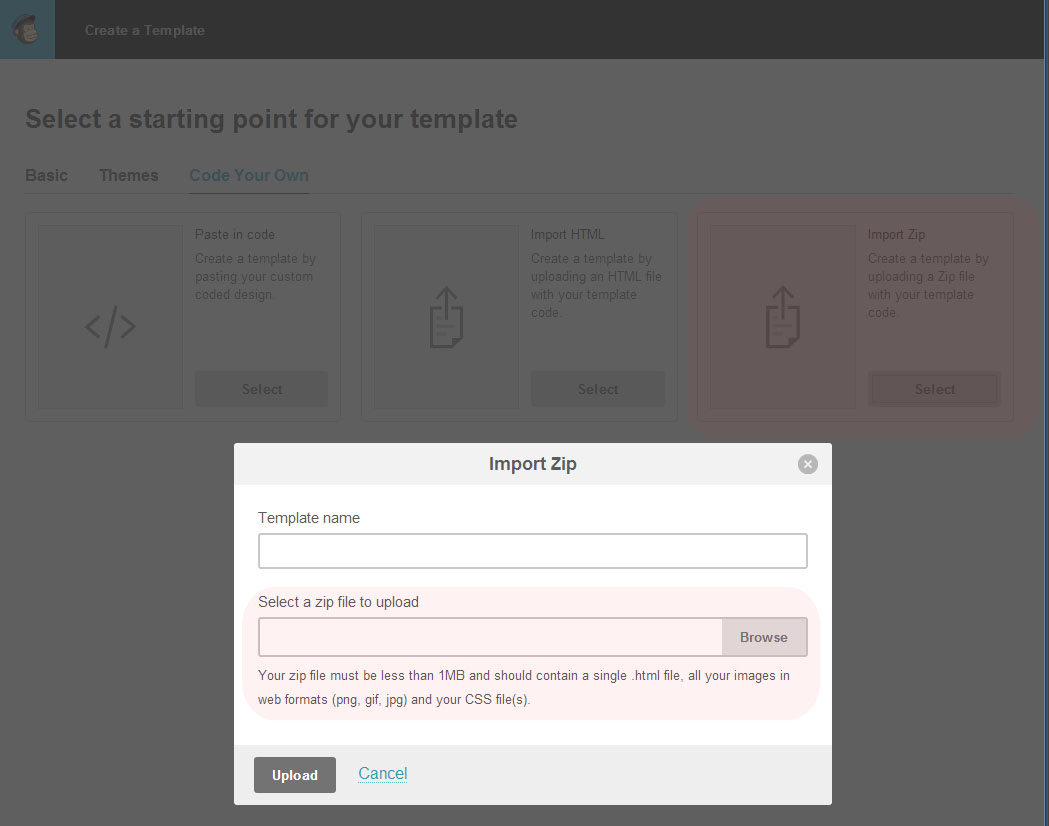 Create a Template
Select a starting point for your template
Basic
Themes
Code Your Own
Paste in code
Create a template by
pasting your custom
coded design.
</>
Select
Import HTML
Create a template by
uploading an HTML file
with your template
code.
Select
Import Zip
Create a template by
uploading a Zip file
with your template
code.
Select
Import Zip
Template name
Select a zip file to upload
Browse
Your zip file must be less than 1MB and should contain a single .html file, all your images in
web formats (png, gif, jpg) and your CSS file(s).
Upload
Cancel